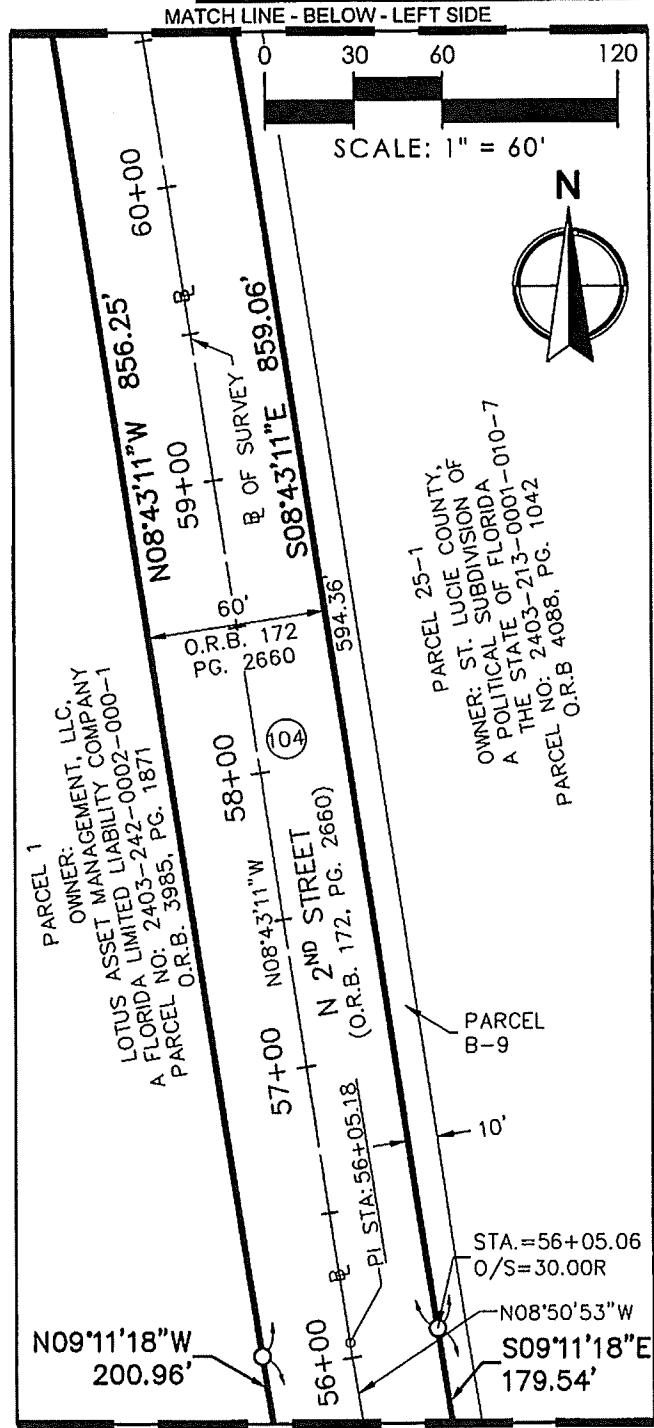 MATCH LINE - BELOW - LEFT SIDE
0 30 60 120
SCALE: 1" = 60'
N
60+00
N08°43'11"W 856.25'
S08°43'11"E 859.06'
B̲L OF SURVEY
BL
59+00
60'
O.R.B. 172
PG. 2660
594.36'
PARCEL 25-1
OWNER: ST. LUCIE COUNTY,
A POLITICAL SUBDIVISION OF
THE STATE OF FLORIDA
PARCEL NO: 2403-213-0001-010-7
O.R.B 4088, PG. 1042
PARCEL 1
OWNER:
LOTUS ASSET MANAGEMENT, LLC,
A FLORIDA LIMITED LIABILITY COMPANY
PARCEL NO: 2403-242-0002-000-1
O.R.B. 3985, PG. 1871
104
58+00
N08°43'11"W
N 2ND STREET
(O.R.B. 172, PG. 2660)
PARCEL
B-9
57+00
10'
PI STA: 56+05.18
BL
STA.=56+05.06
O/S=30.00R
N08°50'53"W
56+00
N09°11'18"W
200.96'
S09°11'18"E
179.54'